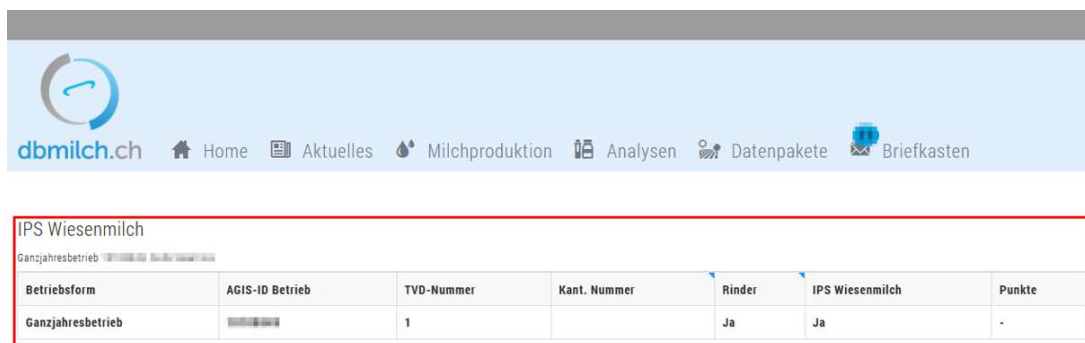 dbmilch.ch Home Aktuelles Milchproduktion Analysen Datenpakete Briefkasten
IPS Wiesenmilch
Ganzjahresbetrieb
Betriebsform AGIS-ID Betrieb TVD-Nummer Kant. Nummer Rinder IPS Wiesenmilch Punkte
Ganzjahresbetrieb 1 Ja Ja -